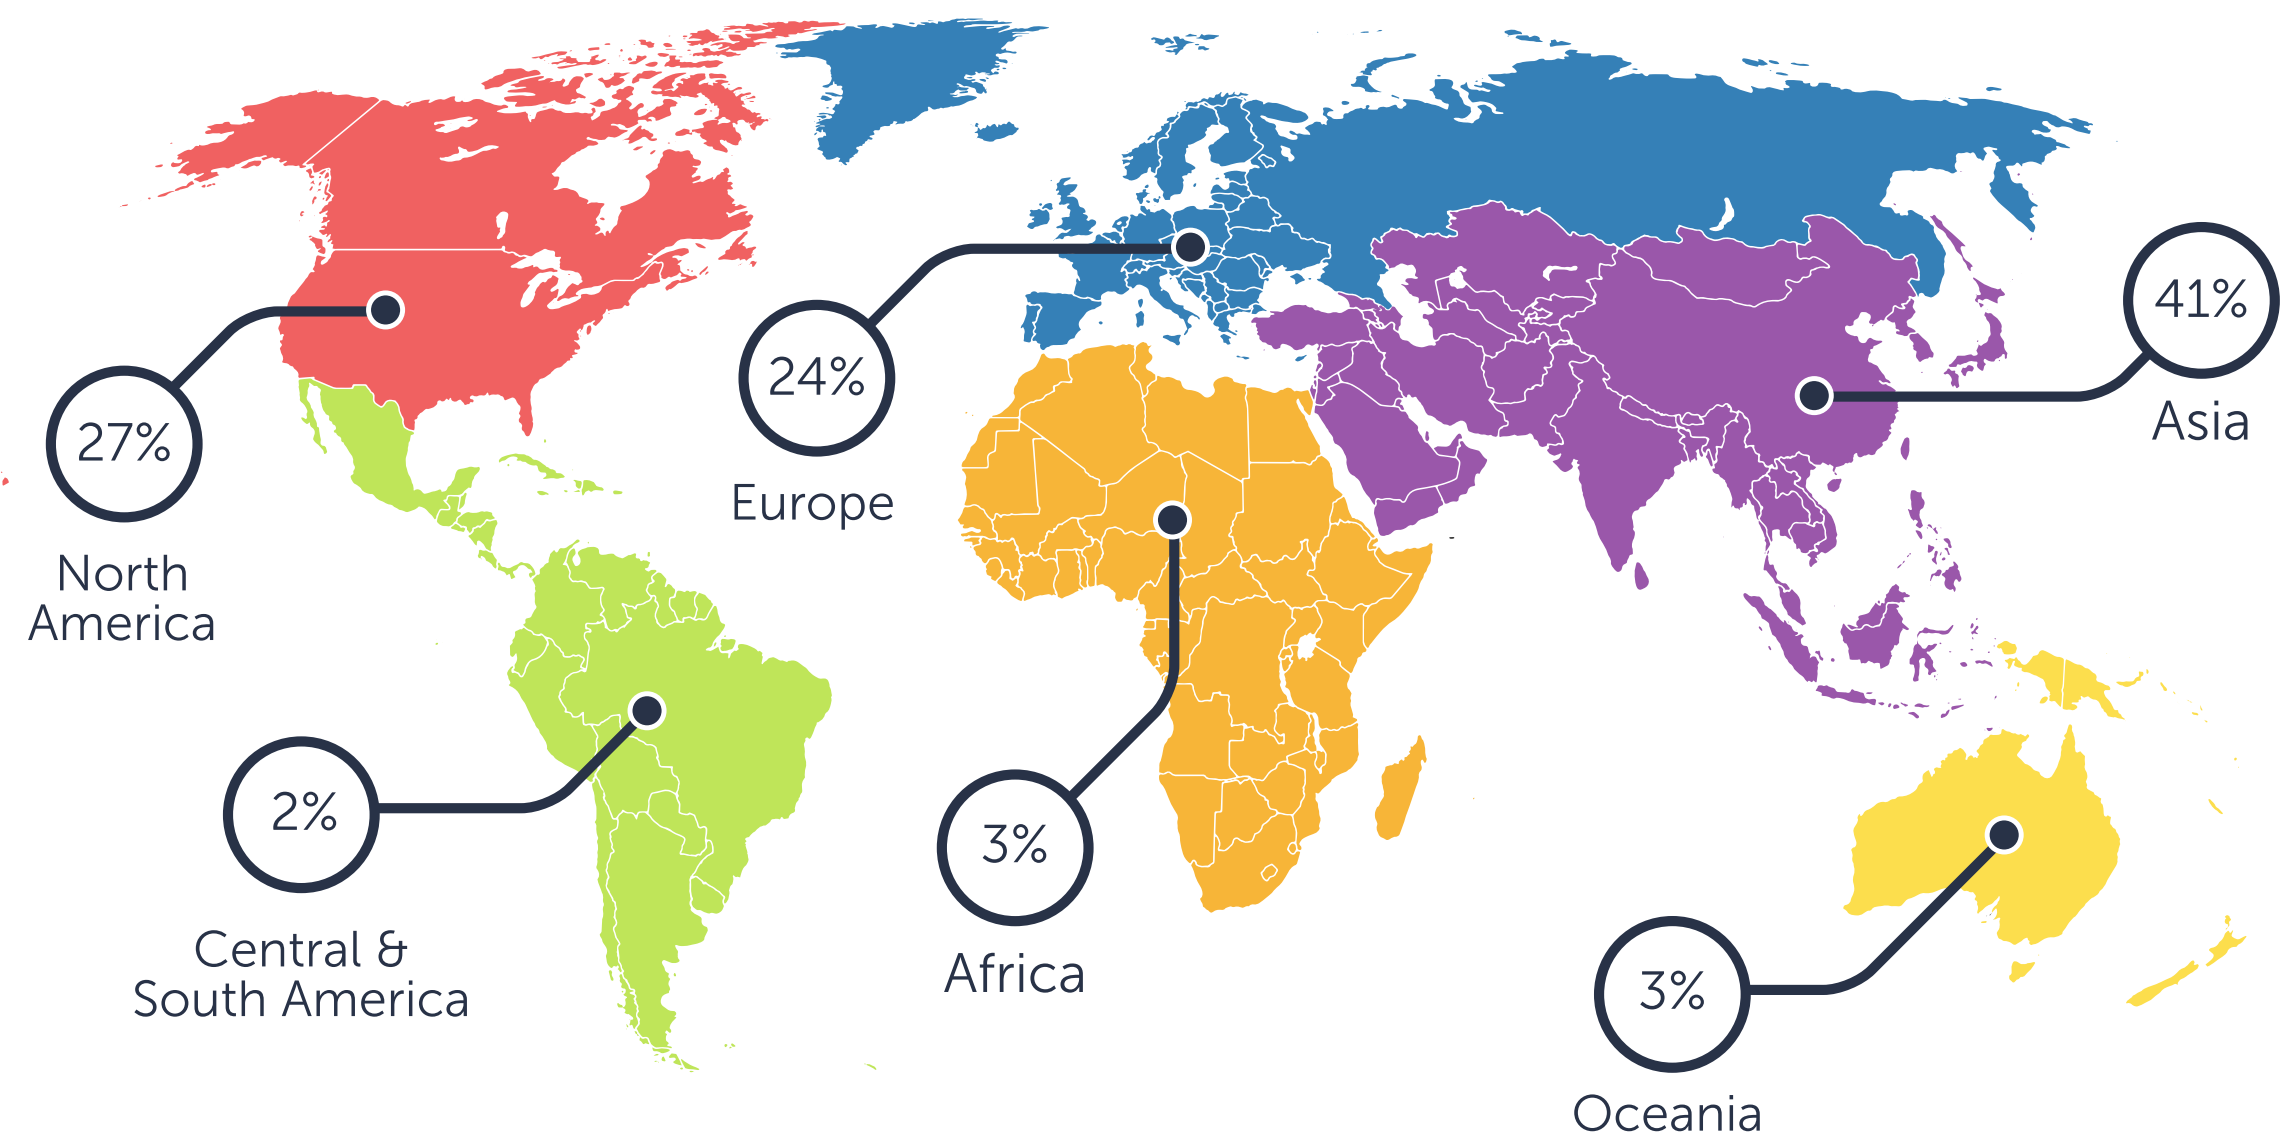 27%
North
America
24%
Europe
41%
Asia
2%
Central &
South America
3%
Africa
3%
Oceania